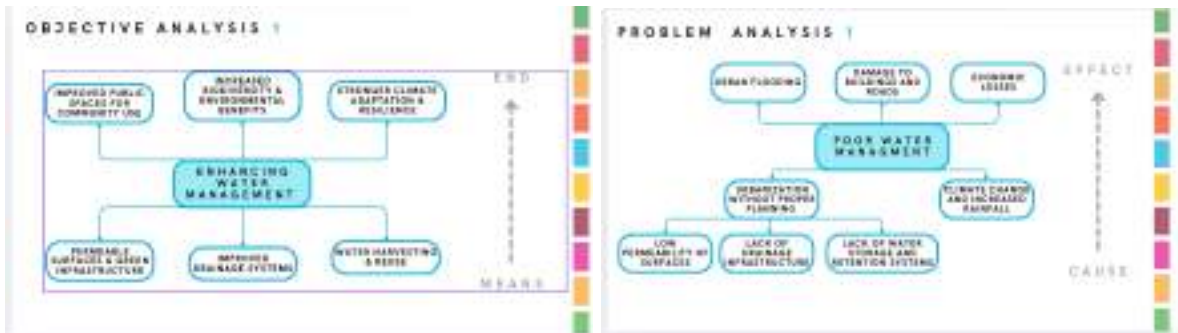 OBJECTIVE ANALYSIS 1
END
IMPROVED PUBLIC
SPACES FOR
COMMUNITY USE
INCREASED
BIODIVERSITY &
ENVIRONMENTAL
BENEFITS
STRONGER CLIMATE
ADAPTATION &
RESILIENCE
ENHANCING
WATER
MANAGEMENT
PERMEABLE
SURFACES & GREEN
INFRASTRUCTURE
IMPROVED
DRAINAGE SYSTEMS
WATER HARVESTING
& REUSE
MEANS
PROBLEM ANALYSIS 1
EFFECT
URBAN FLOODING
DAMAGE TO
BUILDINGS AND
ROADS
ECONOMIC
LOSSES
POOR WATER
MANAGMENT
URBANIZATION
WITHOUT PROPER
PLANNING
CLIMATE CHANGE
AND INCREASED
RAINFALL
LOW
PERMEABILITY OF
SURFACES
LACK OF
DRAINAGE
INFRASTRUCTURE
LACK OF WATER
STORAGE AND
RETENTION SYSTEMS
CAUSE